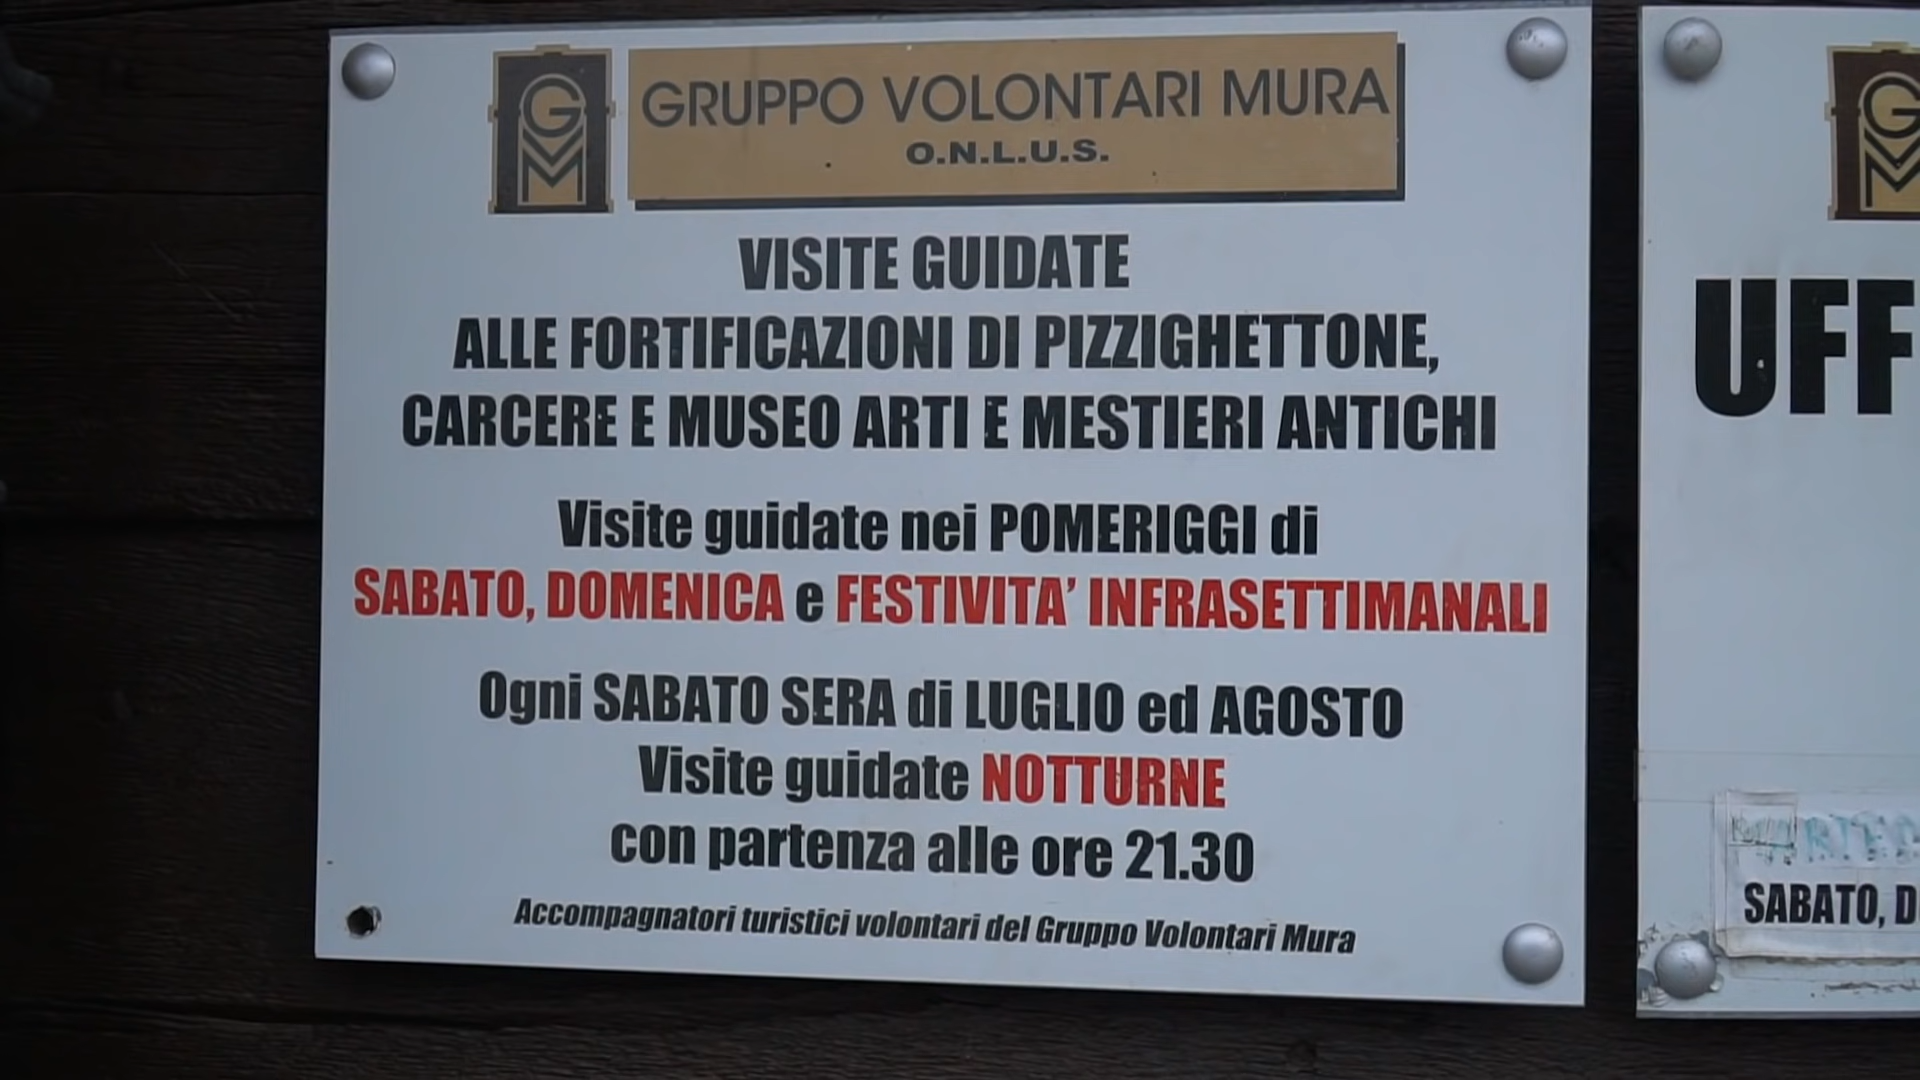 GVM
GRUPPO VOLONTARI MURA
O.N.L.U.S.
VISITE GUIDATE
ALLE FORTIFICAZIONI DI PIZZIGHETTONE,
CARCERE E MUSEO ARTI E MESTIERI ANTICHI
Visite guidate nei POMERIGGI di
SABATO, DOMENICA e FESTIVITA' INFRASETTIMANALI
Ogni SABATO SERA di LUGLIO ed AGOSTO
Visite guidate NOTTURNE
con partenza alle ore 21.30
Accompagnatori turistici volontari del Gruppo Volontari Mura
UFF
SABATO, D